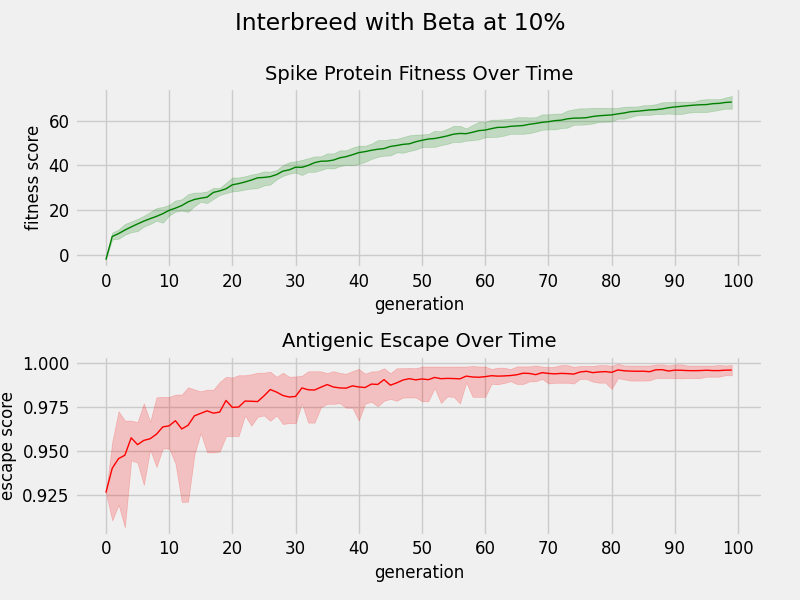 Interbreed with Beta at 10%
Spike Protein Fitness Over Time
fitness score
60
40
20
0
0 10 20 30 40 50 60 70 80 90 100
generation
Antigenic Escape Over Time
escape score
1.000
0.975
0.950
0.925
0 10 20 30 40 50 60 70 80 90 100
generation